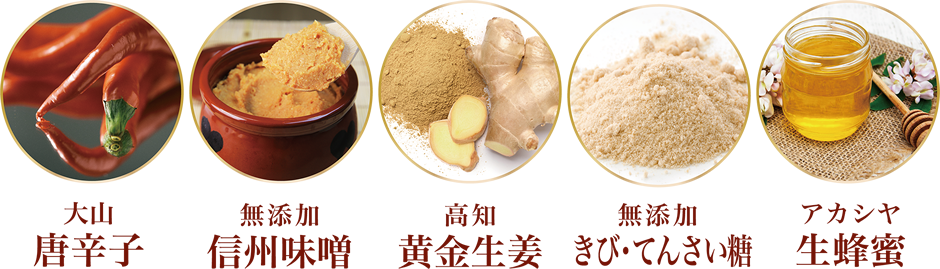 大山
唐辛子
無添加
信州味噌
高知
黄金生姜
無添加
きび・てんさい糖
アカシヤ
生蜂蜜